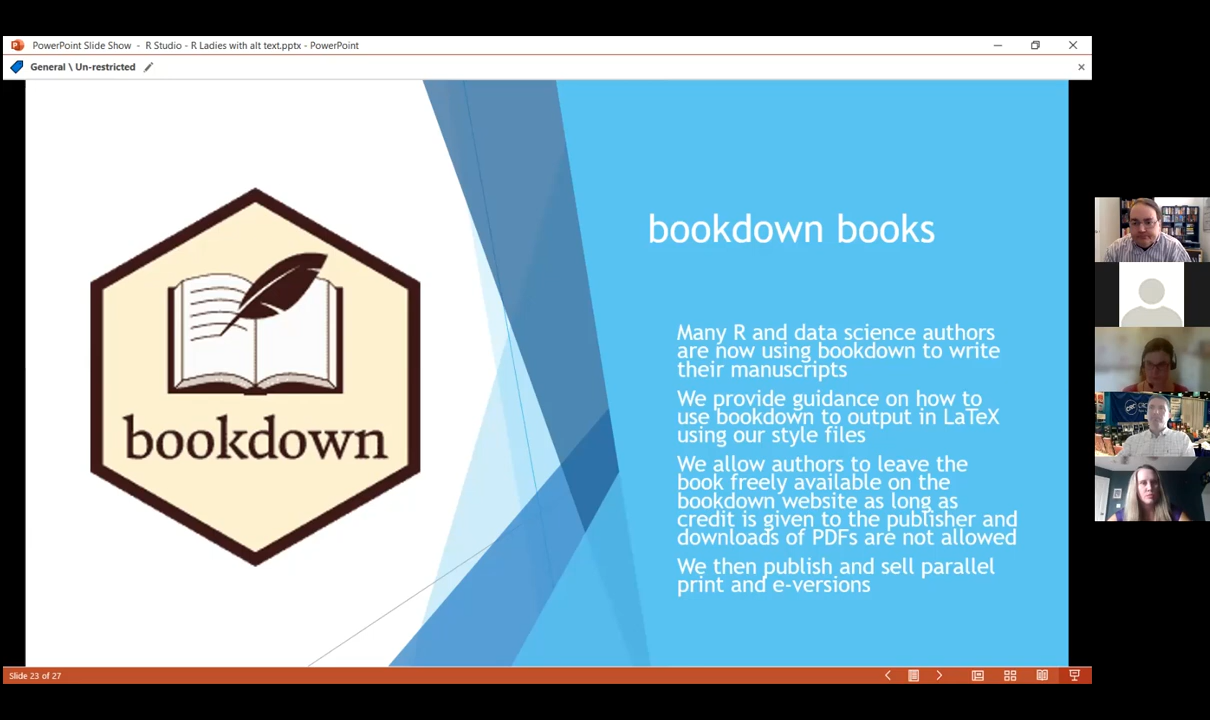 PowerPoint Slide Show - R Studio - R Ladies with alt text.pptx - PowerPoint
General \ Un-restricted
bookdown
bookdown books
Many R and data science authors
are now using bookdown to write
their manuscripts
We provide guidance on how to
use bookdown to output in LaTeX
using our style files
We allow authors to leave the
book freely available on the
bookdown website as long as
credit is given to the publisher and
downloads of PDFs are not allowed
We then publish and sell parallel
print and e-versions
Slide 23 of 27